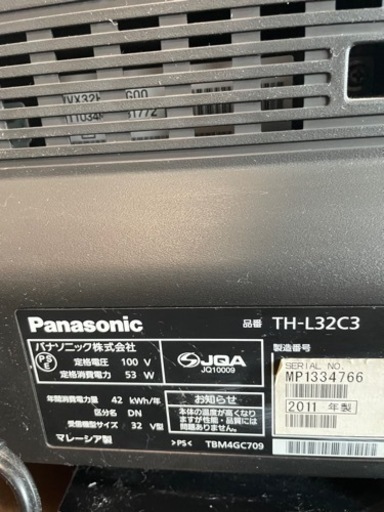 Panasonic
品番 TH-L32C3
パナソニック株式会社
PS E
定格電圧 100 V
定格消費電力 53 W
JQA
JQ10009
製造番号
SERIAL NO.
MP1334766
2011 年製
年間消費電力量 42 kWh/年
区分名 DN
受信機型サイズ 32 V型
マレーシア製
お知らせ
本体の温度が高くなり
ますが性能・品質には
問題ありません。
>PS< TBM4GC709